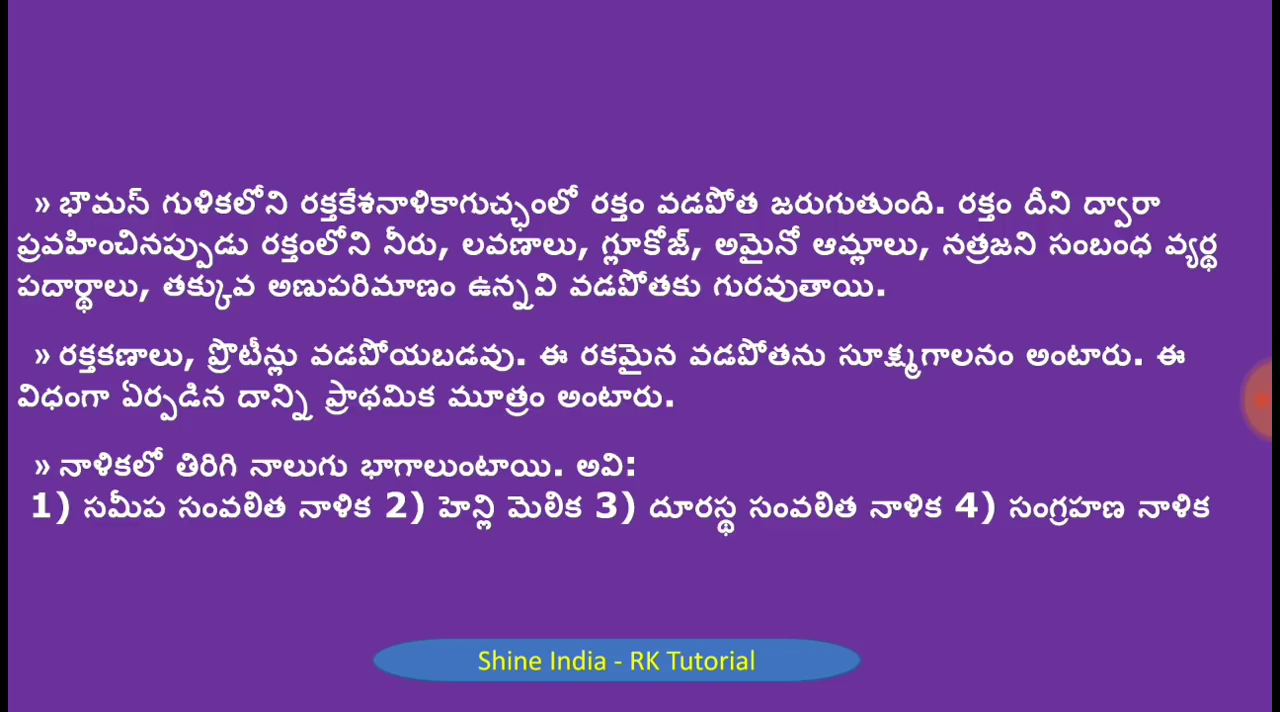 » భౌమస్ గుళికలోని రక్తకేశనాళికాగుచ్ఛంలో రక్తం వడపోత జరుగుతుంది. రక్తం దీని ద్వారా
ప్రవహించినప్పుడు రక్తంలోని నీరు, లవణాలు, గ్లూకోజ్, అమైనో ఆమ్లాలు, నత్రజని సంబంధ వ్యర్థ
పదార్థాలు, తక్కువ అణుపరిమాణం ఉన్నవి వడపోతకు గురవుతాయి.
» రక్తకణాలు, ప్రొటీన్లు వడపోయబడవు. ఈ రకమైన వడపోతను సూక్ష్మగాలనం అంటారు. ఈ
విధంగా ఏర్పడిన దాన్ని ప్రాథమిక మూత్రం అంటారు.
» నాళికలో తిరిగి నాలుగు భాగాలుంటాయి. అవి:
1) సమీప సంవలిత నాళిక 2) హెన్లి మెలిక 3) దూరస్థ సంవలిత నాళిక 4) సంగ్రహణ నాళిక
Shine India - RK Tutorial